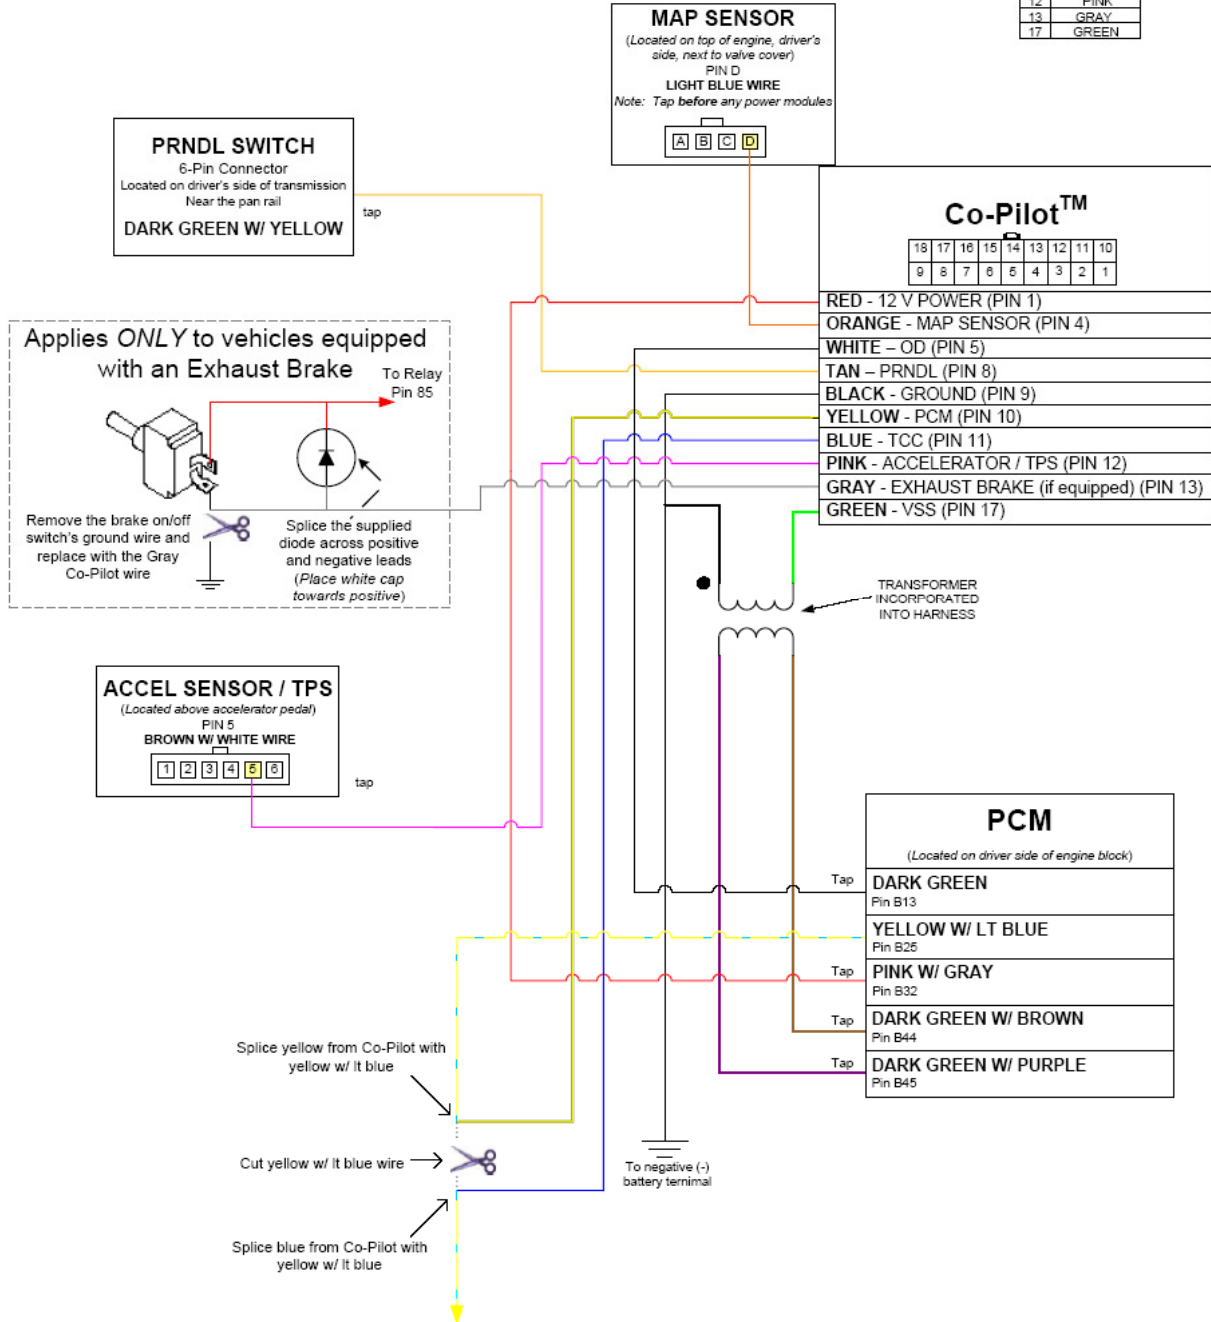 12 PINK
13 GRAY
17 GREEN
MAP SENSOR
(Located on top of engine, driver's
side, next to valve cover)
PIN D
LIGHT BLUE WIRE
Note: Tap before any power modules
A B C D
PRNDL SWITCH
6-Pin Connector
Located on driver's side of transmission
Near the pan rail
DARK GREEN W/ YELLOW
tap
Co-Pilot™
18 17 16 15 14 13 12 11 10
9 8 7 6 5 4 3 2 1
RED - 12 V POWER (PIN 1)
ORANGE - MAP SENSOR (PIN 4)
WHITE – OD (PIN 5)
TAN – PRNDL (PIN 8)
BLACK - GROUND (PIN 9)
YELLOW - PCM (PIN 10)
BLUE - TCC (PIN 11)
PINK - ACCELERATOR / TPS (PIN 12)
GRAY - EXHAUST BRAKE (if equipped) (PIN 13)
GREEN - VSS (PIN 17)
Applies ONLY to vehicles equipped
with an Exhaust Brake
To Relay
Pin 85
Remove the brake on/off
switch's ground wire and
replace with the Gray
Co-Pilot wire
Splice the supplied
diode across positive
and negative leads
(Place white cap
towards positive)
TRANSFORMER
INCORPORATED
INTO HARNESS
ACCEL SENSOR / TPS
(Located above accelerator pedal)
PIN 5
BROWN W/ WHITE WIRE
1 2 3 4 5 6
tap
PCM
(Located on driver side of engine block)
Tap
DARK GREEN
Pin B13
YELLOW W/ LT BLUE
Pin B25
Tap
PINK W/ GRAY
Pin B32
Tap
DARK GREEN W/ BROWN
Pin B44
Tap
DARK GREEN W/ PURPLE
Pin B45
Splice yellow from Co-Pilot with
yellow w/ lt blue
Cut yellow w/ lt blue wire
To negative (-)
battery ternimal
Splice blue from Co-Pilot with
yellow w/ lt blue